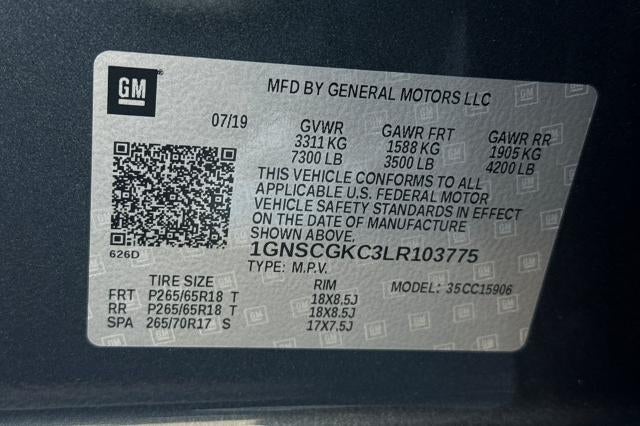 GM
MFD BY GENERAL MOTORS LLC
07/19 GVWR GAWR FRT GAWR RR
3311 KG 1588 KG 1905 KG
7300 LB 3500 LB 4200 LB
THIS VEHICLE CONFORMS TO ALL
APPLICABLE U.S. FEDERAL MOTOR
VEHICLE SAFETY STANDARDS IN EFFECT
ON THE DATE OF MANUFACTURE
SHOWN ABOVE.
626D
1GNSCGKC3LR103775
TYPE: M.P.V.
TIRE SIZE RIM MODEL: 35CC15906
FRT P265/65R18 T 18X8.5J
RR P265/65R18 T 18X8.5J
SPA 265/70R17 S 17X7.5J